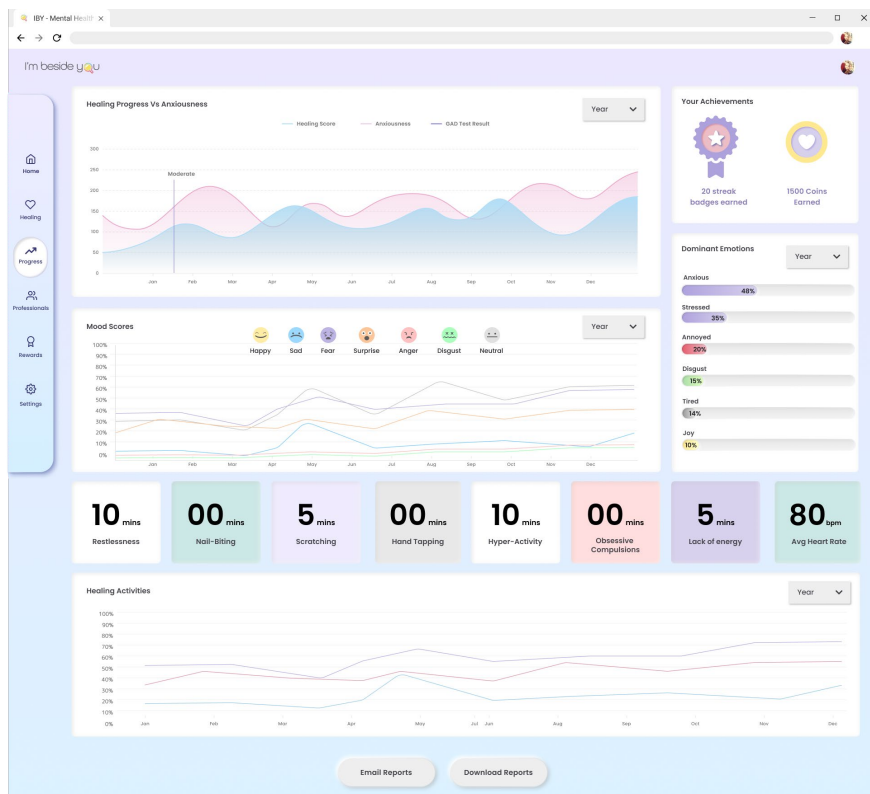 IBY - Mental Health
I'm beside you
Home
Healing
Progress
Professionals
Rewards
Settings
Healing Progress Vs Anxiousness
Year
Healing Score
Anxiousness
GAD Test Result
300
250
200
150
100
50
0
Moderate
Jan Feb Mar Apr May Jun Jul Aug Sep Oct Nov Dec
Your Achievements
20 streak
badges earned
1500 Coins
Earned
Dominant Emotions
Year
Anxious
48%
Stressed
35%
Annoyed
20%
Disgust
15%
Tired
14%
Joy
10%
Mood Scores
Year
Happy Sad Fear Surprise Anger Disgust Neutral
100%
90%
80%
70%
60%
50%
40%
30%
20%
10%
0%
Jan Feb Mar Apr May Jun Jul Aug Sep Oct Nov Dec
10 mins
Restlessness
00 mins
Nail-Biting
5 mins
Scratching
00 mins
Hand Tapping
10 mins
Hyper-Activity
00 mins
Obsessive
Compulsions
5 mins
Lack of energy
80 bpm
Avg Heart Rate
Healing Activities
Year
100%
90%
80%
70%
60%
50%
40%
30%
20%
10%
0%
Jan Feb Mar Apr May Jul Jun Aug Sep Oct Nov Dec
Email Reports
Download Reports